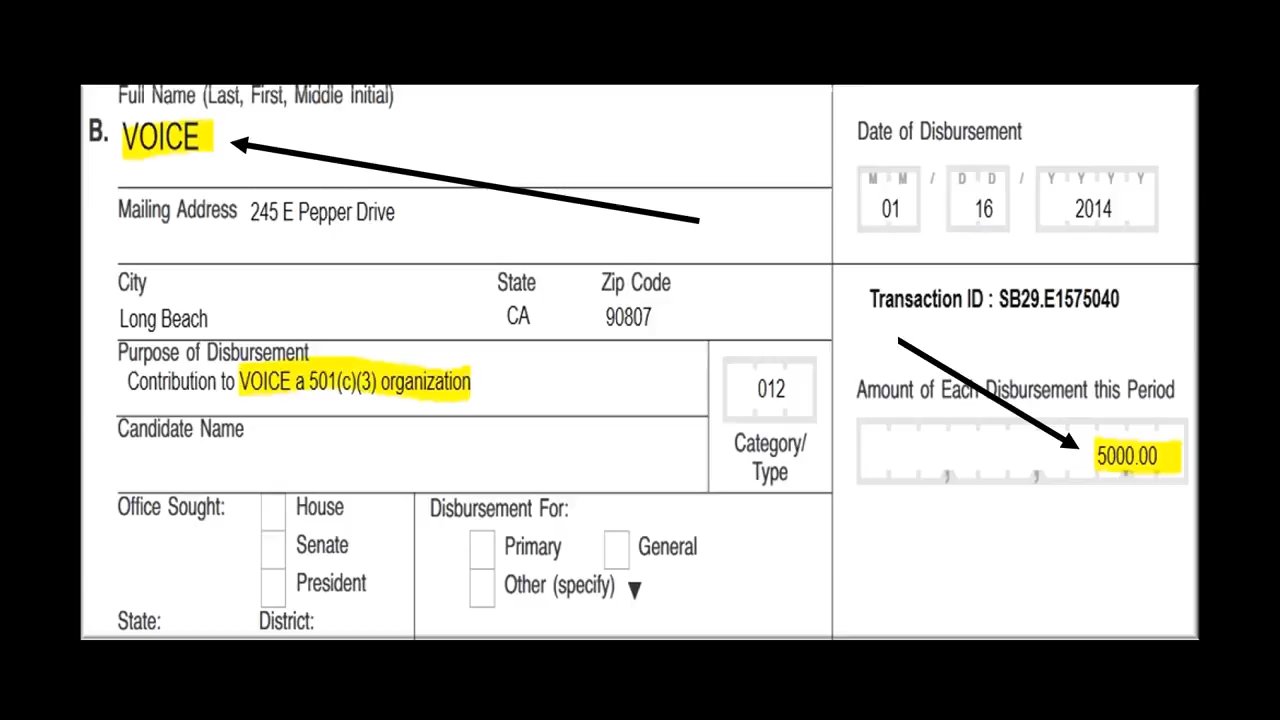 Full Name (Last, First, Middle Initial)
B. VOICE
Mailing Address 245 E Pepper Drive
City State Zip Code
Long Beach CA 90807
Purpose of Disbursement
Contribution to VOICE a 501(c)(3) organization
012
Category/
Type
Candidate Name
Office Sought: House
Senate
President
State: District:
Disbursement For:
Primary General
Other (specify) ▼
Date of Disbursement
M M / D D / Y Y Y Y
01 16 2014
Transaction ID : SB29.E1575040
Amount of Each Disbursement this Period
5000.00